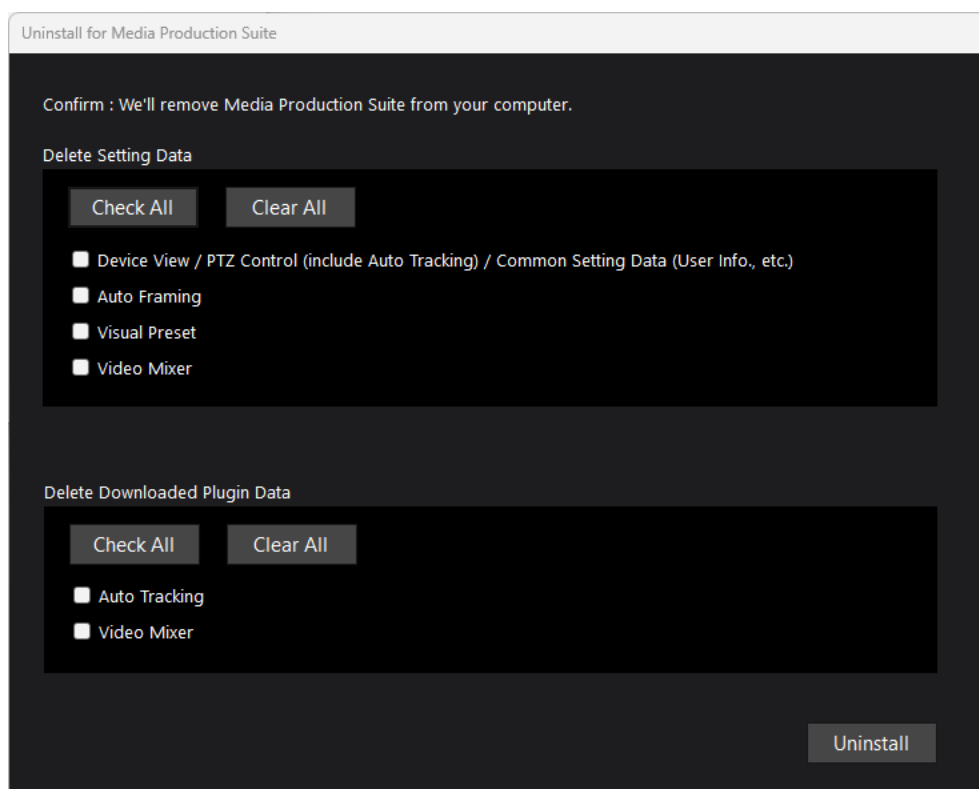 Uninstall for Media Production Suite
Confirm : We'll remove Media Production Suite from your computer.
Delete Setting Data
Check All Clear All
Device View / PTZ Control (include Auto Tracking) / Common Setting Data (User Info., etc.)
Auto Framing
Visual Preset
Video Mixer
Delete Downloaded Plugin Data
Check All Clear All
Auto Tracking
Video Mixer
Uninstall